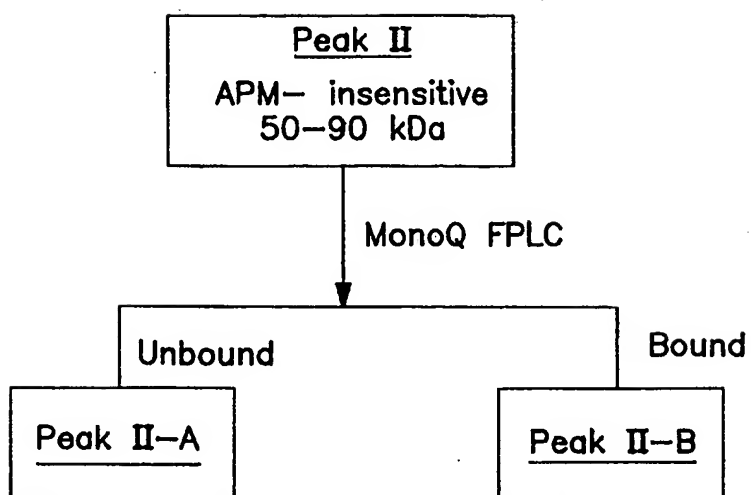 Peak II
APM- insensitive
50-90 kDa
MonoQ FPLC
Unbound
Bound
Peak II-A
Peak II-B